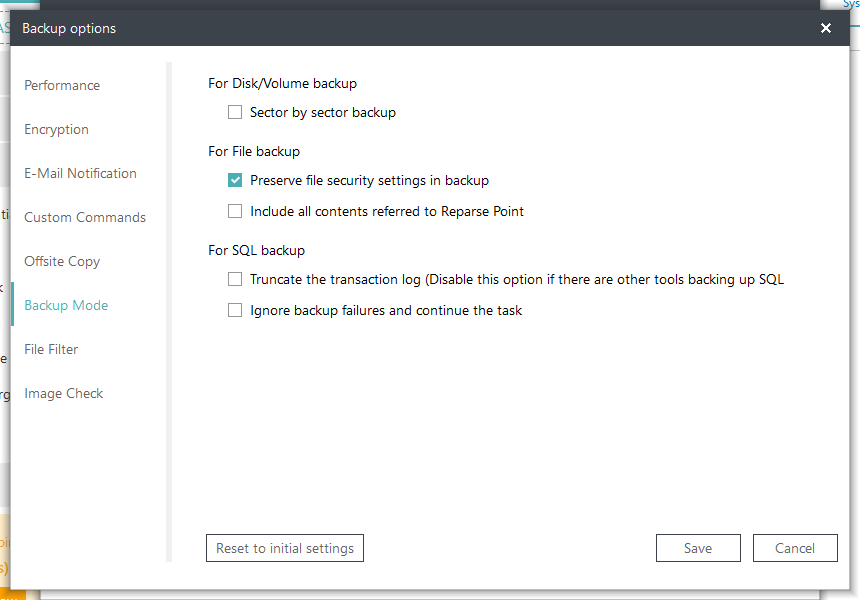 Backup options
Performance
Encryption
E-Mail Notification
Custom Commands
Offsite Copy
Backup Mode
File Filter
Image Check
For Disk/Volume backup
Sector by sector backup
For File backup
Preserve file security settings in backup
Include all contents referred to Reparse Point
For SQL backup
Truncate the transaction log (Disable this option if there are other tools backing up SQL
Ignore backup failures and continue the task
Reset to initial settings
Save
Cancel